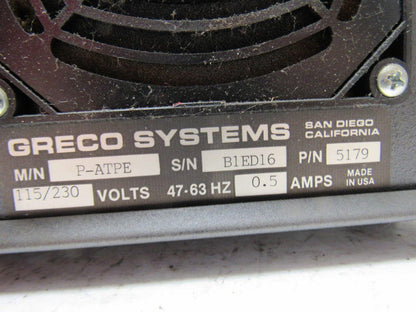 GRECO SYSTEMS SAN DIEGO CALIFORNIA
M/N P-ATPE S/N B1ED16 P/N 5179
115/230 VOLTS 47-63 HZ 0.5 AMPS MADE IN USA